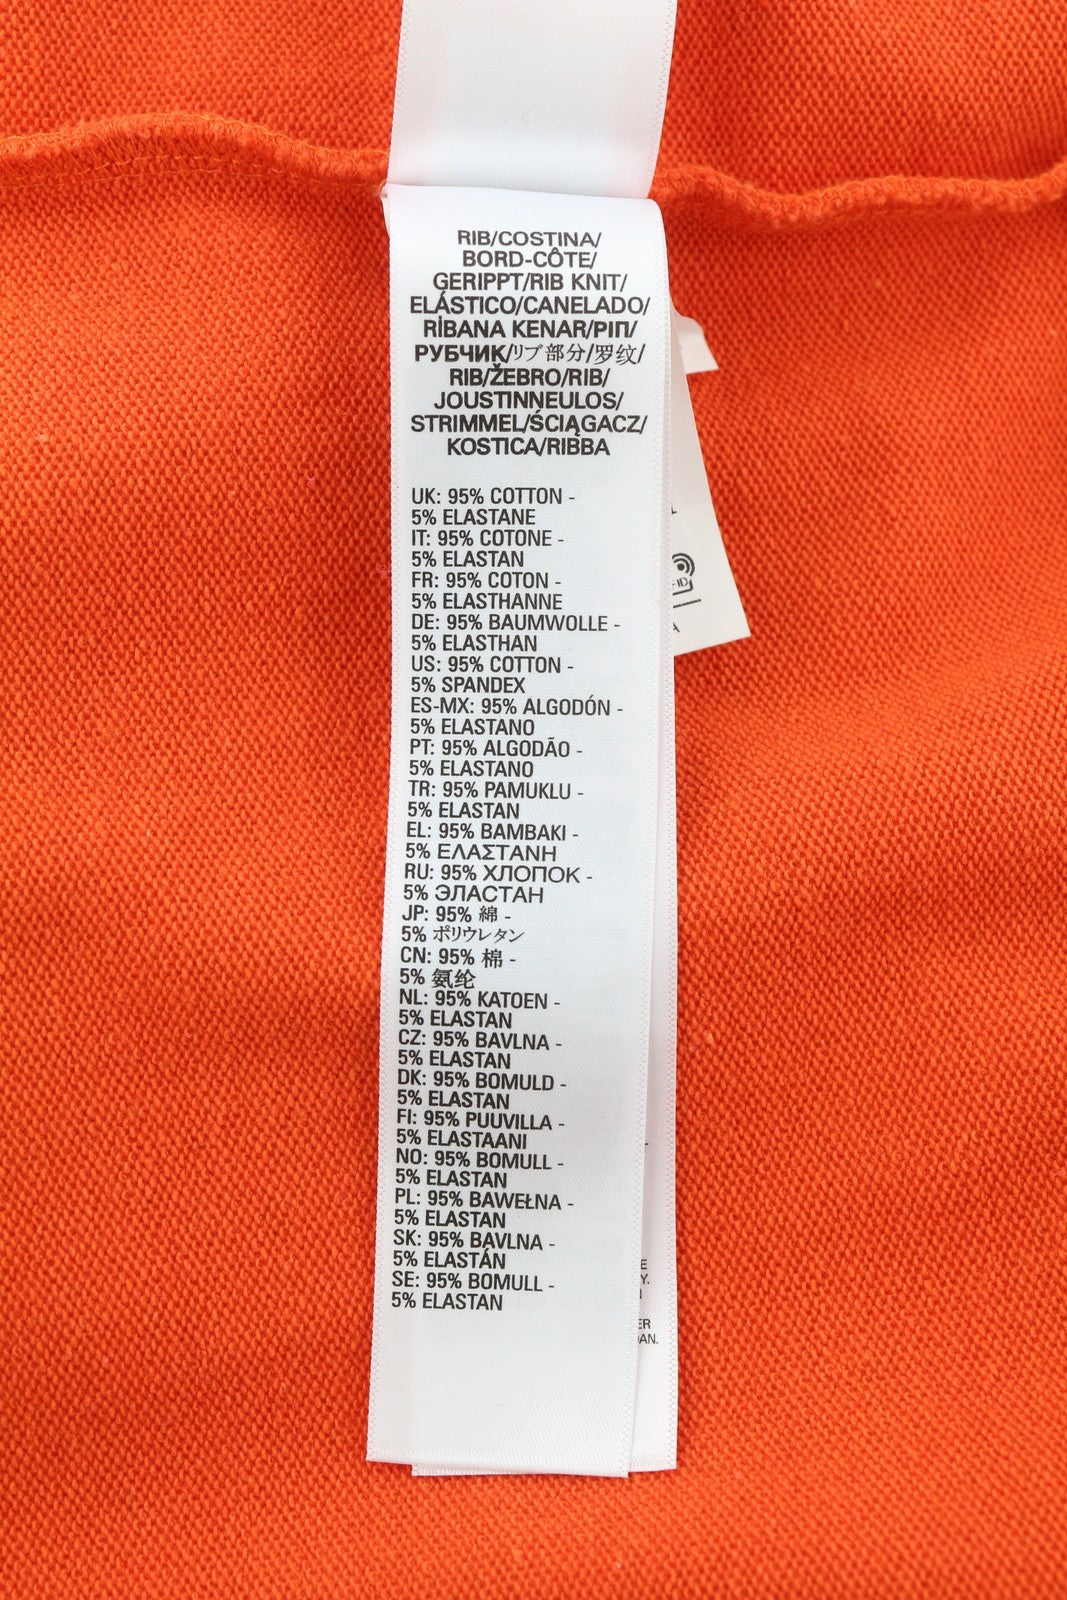 RIB/COSTINA/
BORD-CÔTE/
GERIPPT/RIB KNIT/
ELÁSTICO/CANELADO/
RİBANA KENAR/ΡΙΠ/
РУБЧИК/リブ部分/罗纹/
RIB/ŽEBRO/RIB/
JOUSTINNEULOS/
STRIMMEL/ŚCIĄGACZ/
KOSTICA/RIBBA
UK: 95% COTTON -
5% ELASTANE
IT: 95% COTONE -
5% ELASTAN
FR: 95% COTON -
5% ELASTHANNE
DE: 95% BAUMWOLLE -
5% ELASTHAN
US: 95% COTTON -
5% SPANDEX
ES-MX: 95% ALGODÓN -
5% ELASTANO
PT: 95% ALGODÃO -
5% ELASTANO
TR: 95% PAMUKLU -
5% ELASTAN
EL: 95% ΒΑΜΒΑΚΙ -
5% ΕΛΑΣΤΑΝΗ
RU: 95% ХЛОПОК -
5% ЭЛАСТАН
JP: 95% 綿 -
5% ポリウレタン
CN: 95% 棉 -
5% 氨纶
NL: 95% KATOEN -
5% ELASTAN
CZ: 95% BAVLNA -
5% ELASTAN
DK: 95% BOMULD -
5% ELASTAN
FI: 95% PUUVILLA -
5% ELASTAANI
NO: 95% BOMULL -
5% ELASTAN
PL: 95% BAWEŁNA -
5% ELASTAN
SK: 95% BAVLNA -
5% ELASTÁN
SE: 95% BOMULL -
5% ELASTAN